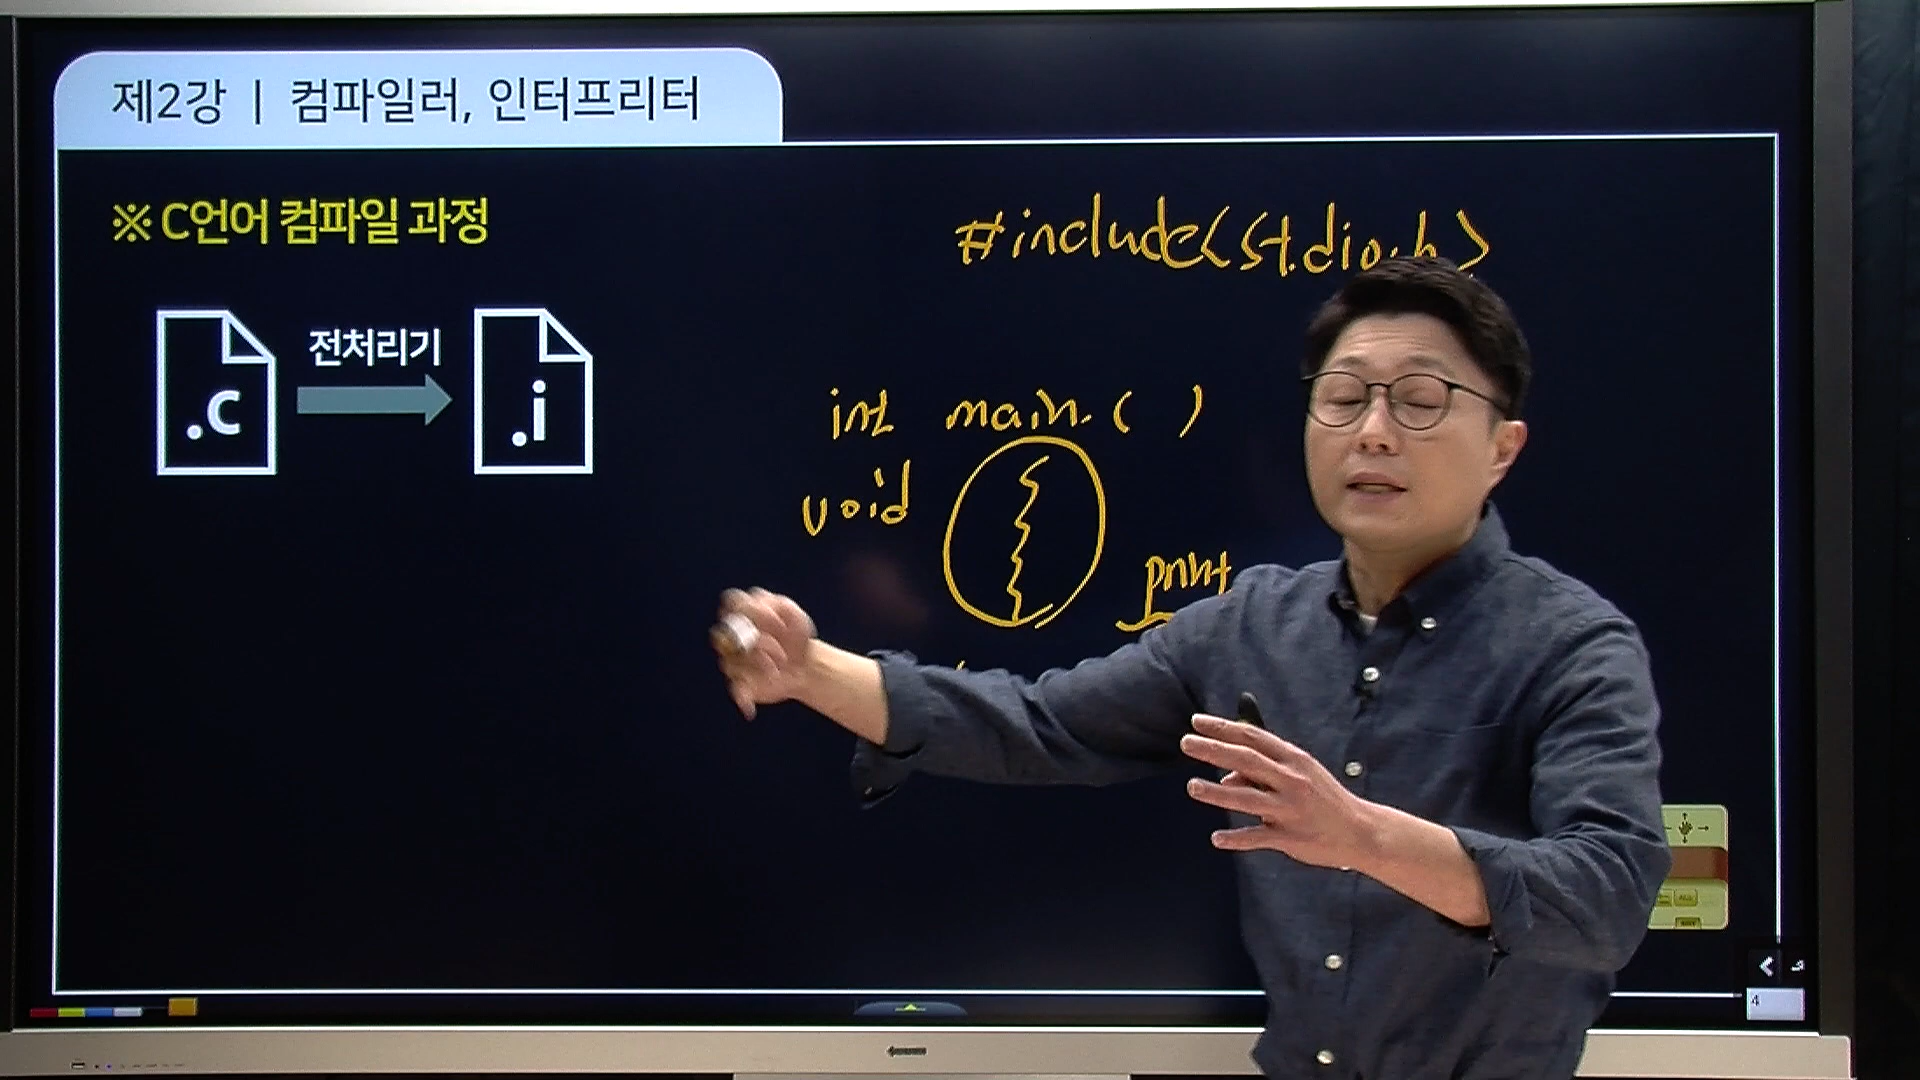 제2강 | 컴파일러, 인터프리터
※ C언어 컴파일 과정
#include<stdio.h>
전처리기
.c
.i
int main( )
void
print
4